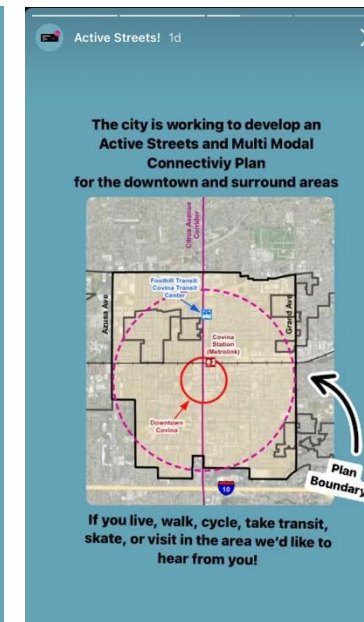 Active Streets! 1d
The city is working to develop an
Active Streets and Multi Modal
Connectiviy Plan
for the downtown and surround areas
Citrus Avenue
Corridor
Foothill Transit
Covina Transit
Center
Azusa Ave
Grand Ave
Covina
Station
(Metrolink)
Downtown
Covina
Plan
Boundary
10
If you live, walk, cycle, take transit,
skate, or visit in the area we'd like to
hear from you!